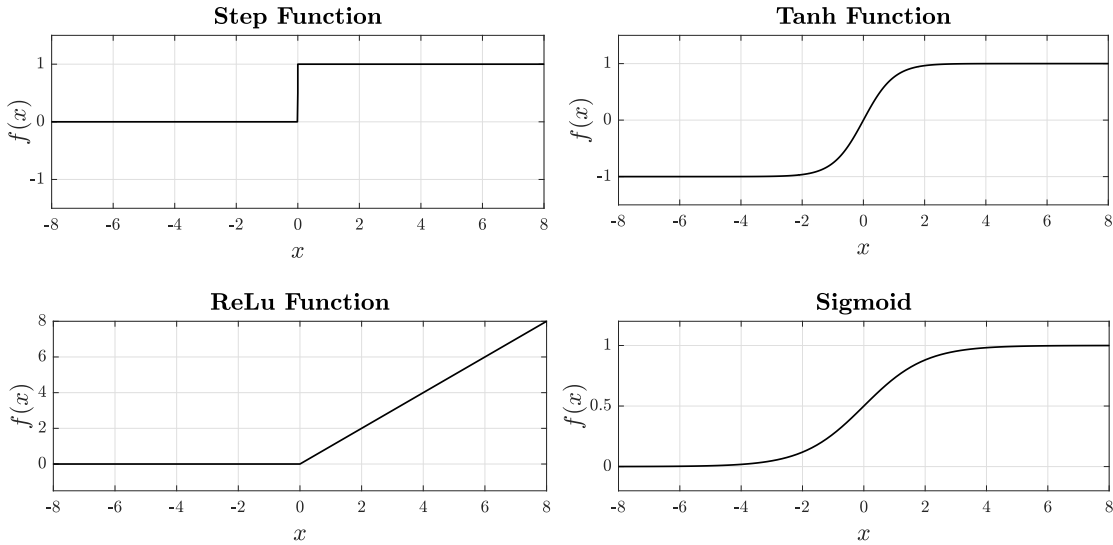 Step Function
1
0
-1
-8 -6 -4 -2 0 2 4 6 8
f(x)
x
Tanh Function
1
0
-1
-8 -6 -4 -2 0 2 4 6 8
f(x)
x
ReLu Function
8
6
4
2
0
-8 -6 -4 -2 0 2 4 6 8
f(x)
x
Sigmoid
1
0.5
0
-8 -6 -4 -2 0 2 4 6 8
f(x)
x